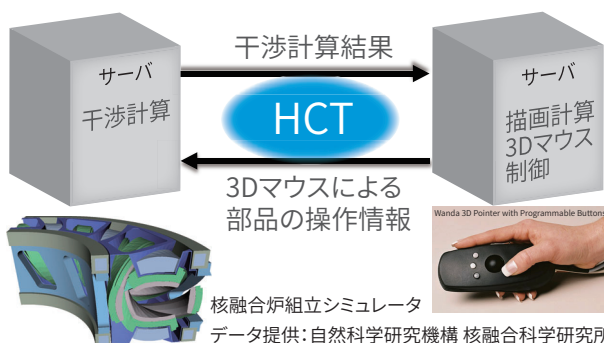 干渉計算結果
サーバ
干渉計算
HCT
サーバ
描画計算
3Dマウス
制御
3Dマウスによる
部品の操作情報
Wanda 3D Pointer with Programmable Buttons
核融合炉組立シミュレータ
データ提供：自然科学研究機構 核融合科学研究所